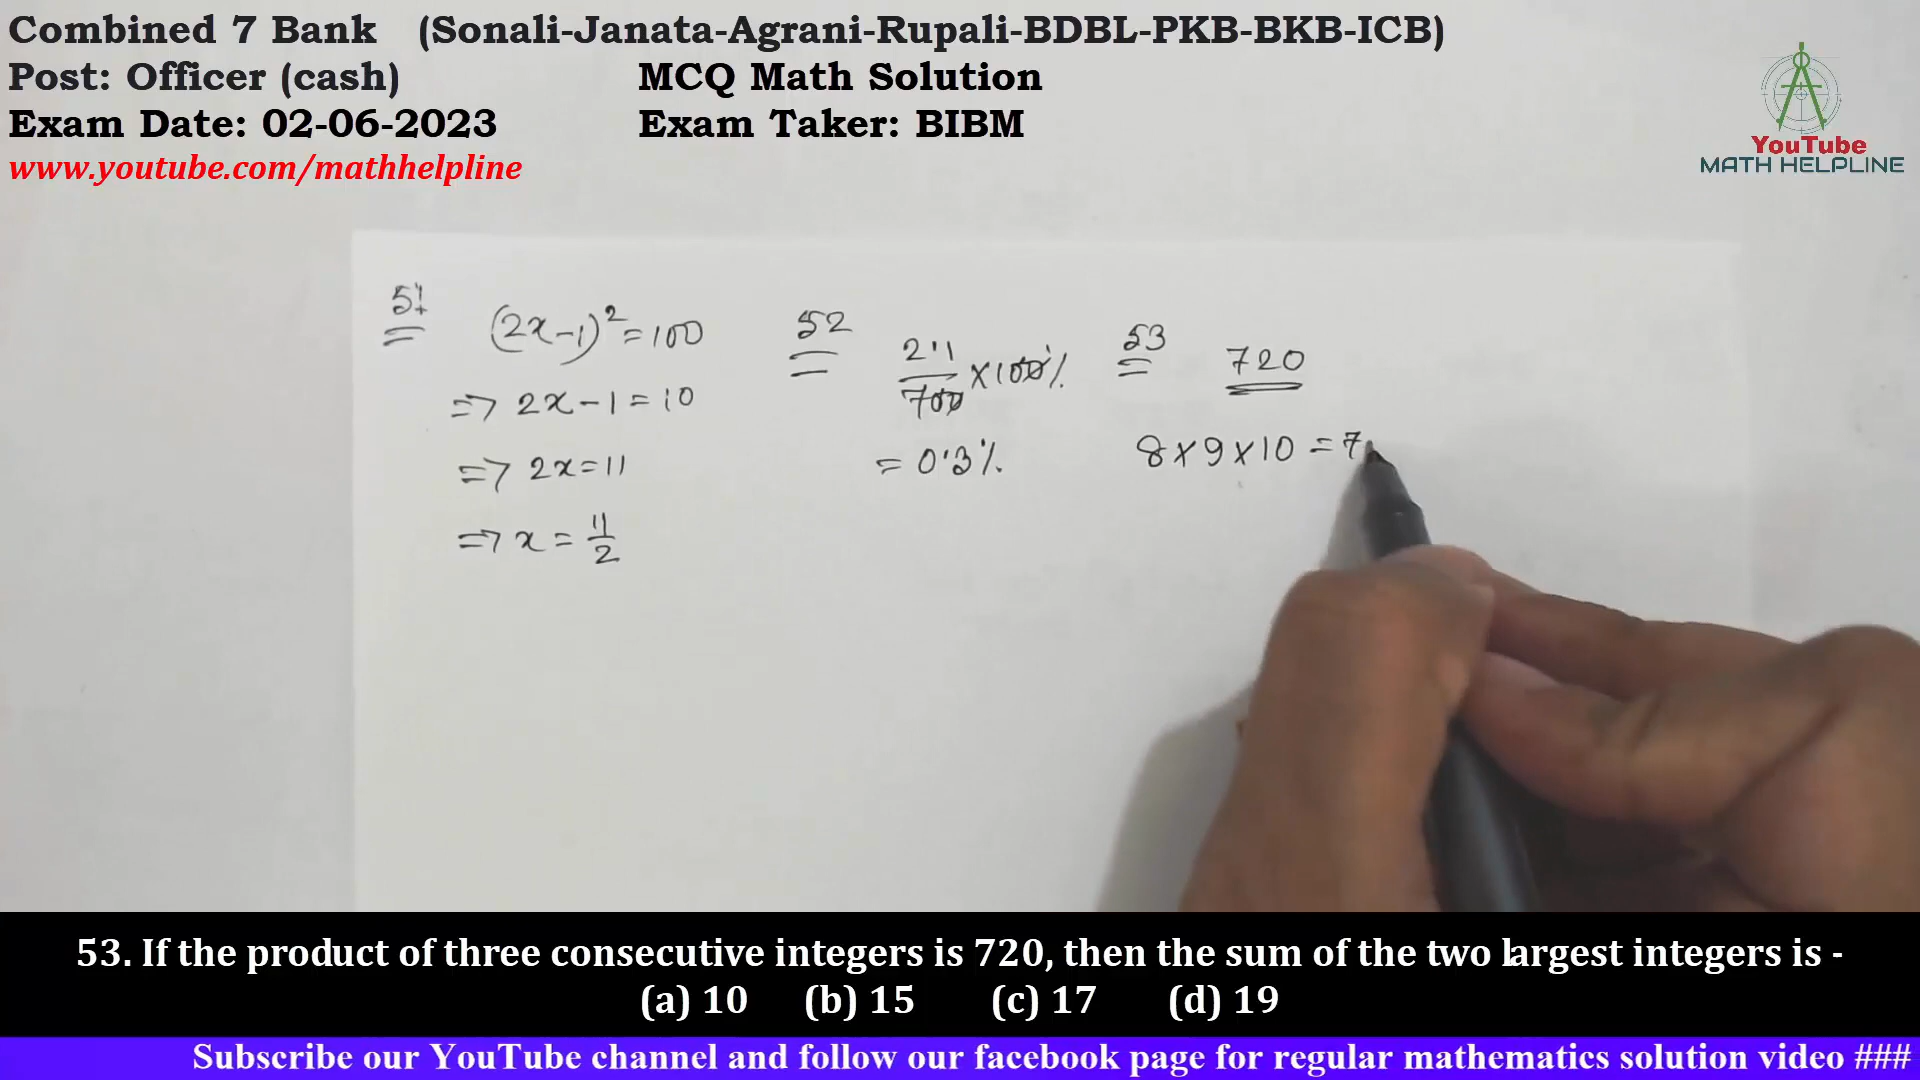 Combined 7 Bank (Sonali-Janata-Agrani-Rupali-BDBL-PKB-BKB-ICB)
Post: Officer (cash) MCQ Math Solution
Exam Date: 02-06-2023 Exam Taker: BIBM
www.youtube.com/mathhelpline
YouTube
MATH HELPLINE
51
(2x-1)² = 100
=> 2x-1 = 10
=> 2x = 11
=> x = 11/2
52
2.1/700 × 100%
= 0.3%
53
720
8 × 9 × 10 = 7
53. If the product of three consecutive integers is 720, then the sum of the two largest integers is -
(a) 10 (b) 15 (c) 17 (d) 19
Subscribe our YouTube channel and follow our facebook page for regular mathematics solution video ###